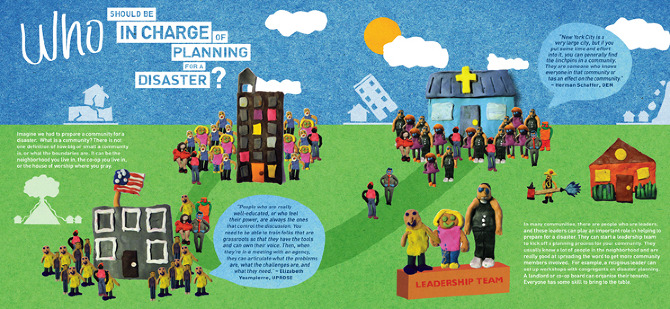 Who
SHOULD BE
IN CHARGE OF
PLANNING
FOR A
DISASTER?
Imagine we had to prepare a community for a
disaster. What is a community? There is not
one definition of how big or small a community
is or what the boundaries are. It can be the
neighborhood you live in, the co-op you live in,
or the house of worship where you pray.
"People who are really
well-educated, or who feel
their power, are always the ones
that control the discussion. You
need to be able to train folks that are
grassroots so that they have the tools
and can own their voice. Then, when
they're in a meeting with an agency,
they can articulate what the problems
are, what the challenges are, and
what they need." – Elizabeth
Yeampierre, UPROSE
"New York City is a
very large city, but if you
put some time and effort
into it, you can generally find
the linchpins in a community.
They are someone who knows
everyone in that community or
has an effect on the community."
– Herman Schaffer, OEM
LEADERSHIP TEAM
In many communities, there are people who are leaders,
and these leaders can play an important role in helping to
prepare for a disaster. They can start a leadership team
to kick off a planning process for your community. They
usually know a lot of people in the neighborhood and are
really good at spreading the word to get more community
members involved. For example, a religious leader can
set up workshops with congregants on disaster planning.
A landlord or co-op board can organize their tenants.
Everyone has some skill to bring to the table.